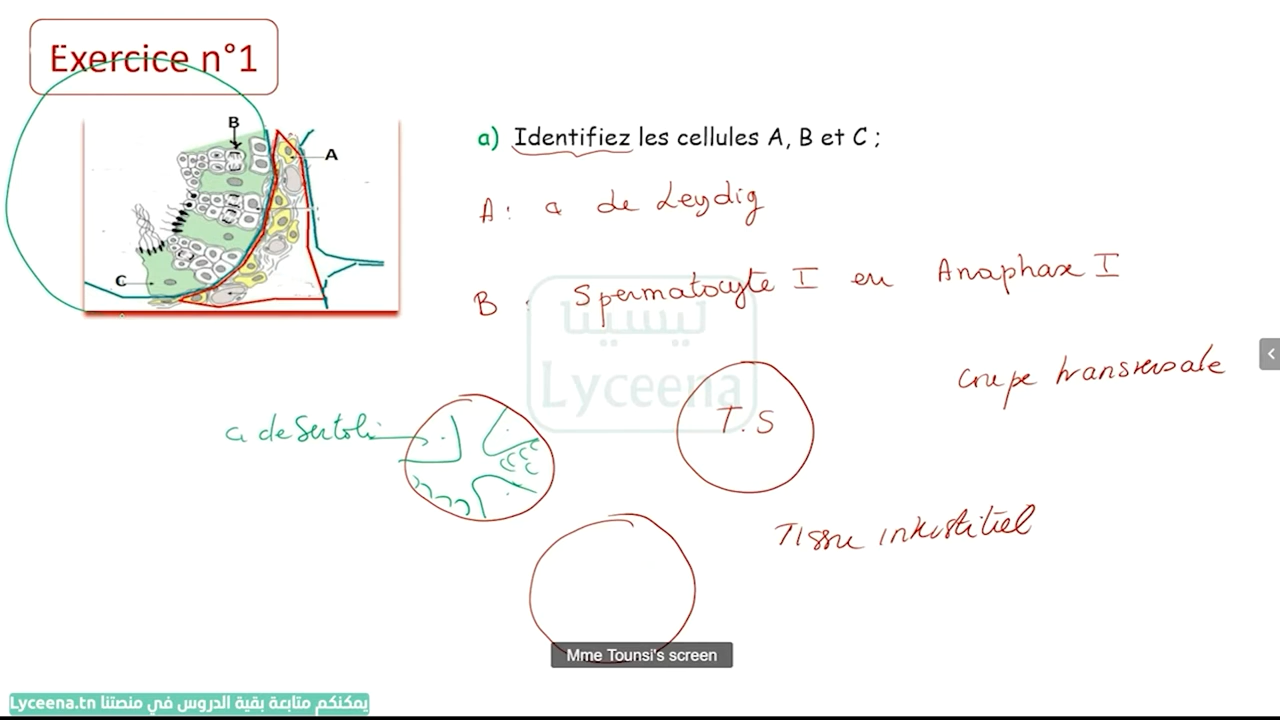 Exercice n°1
B
A
C
a) Identifiez les cellules A, B et C ;
A : de Leydig
B : Spermatocyte I en Anaphase I
ليسينا
Lyceena
coupe transversale
T.S
de Sertoli
Tissu interstitiel
Mme Tounsi's screen
Lyceena.tn يمكنكم متابعة بقية الدروس في منصتنا